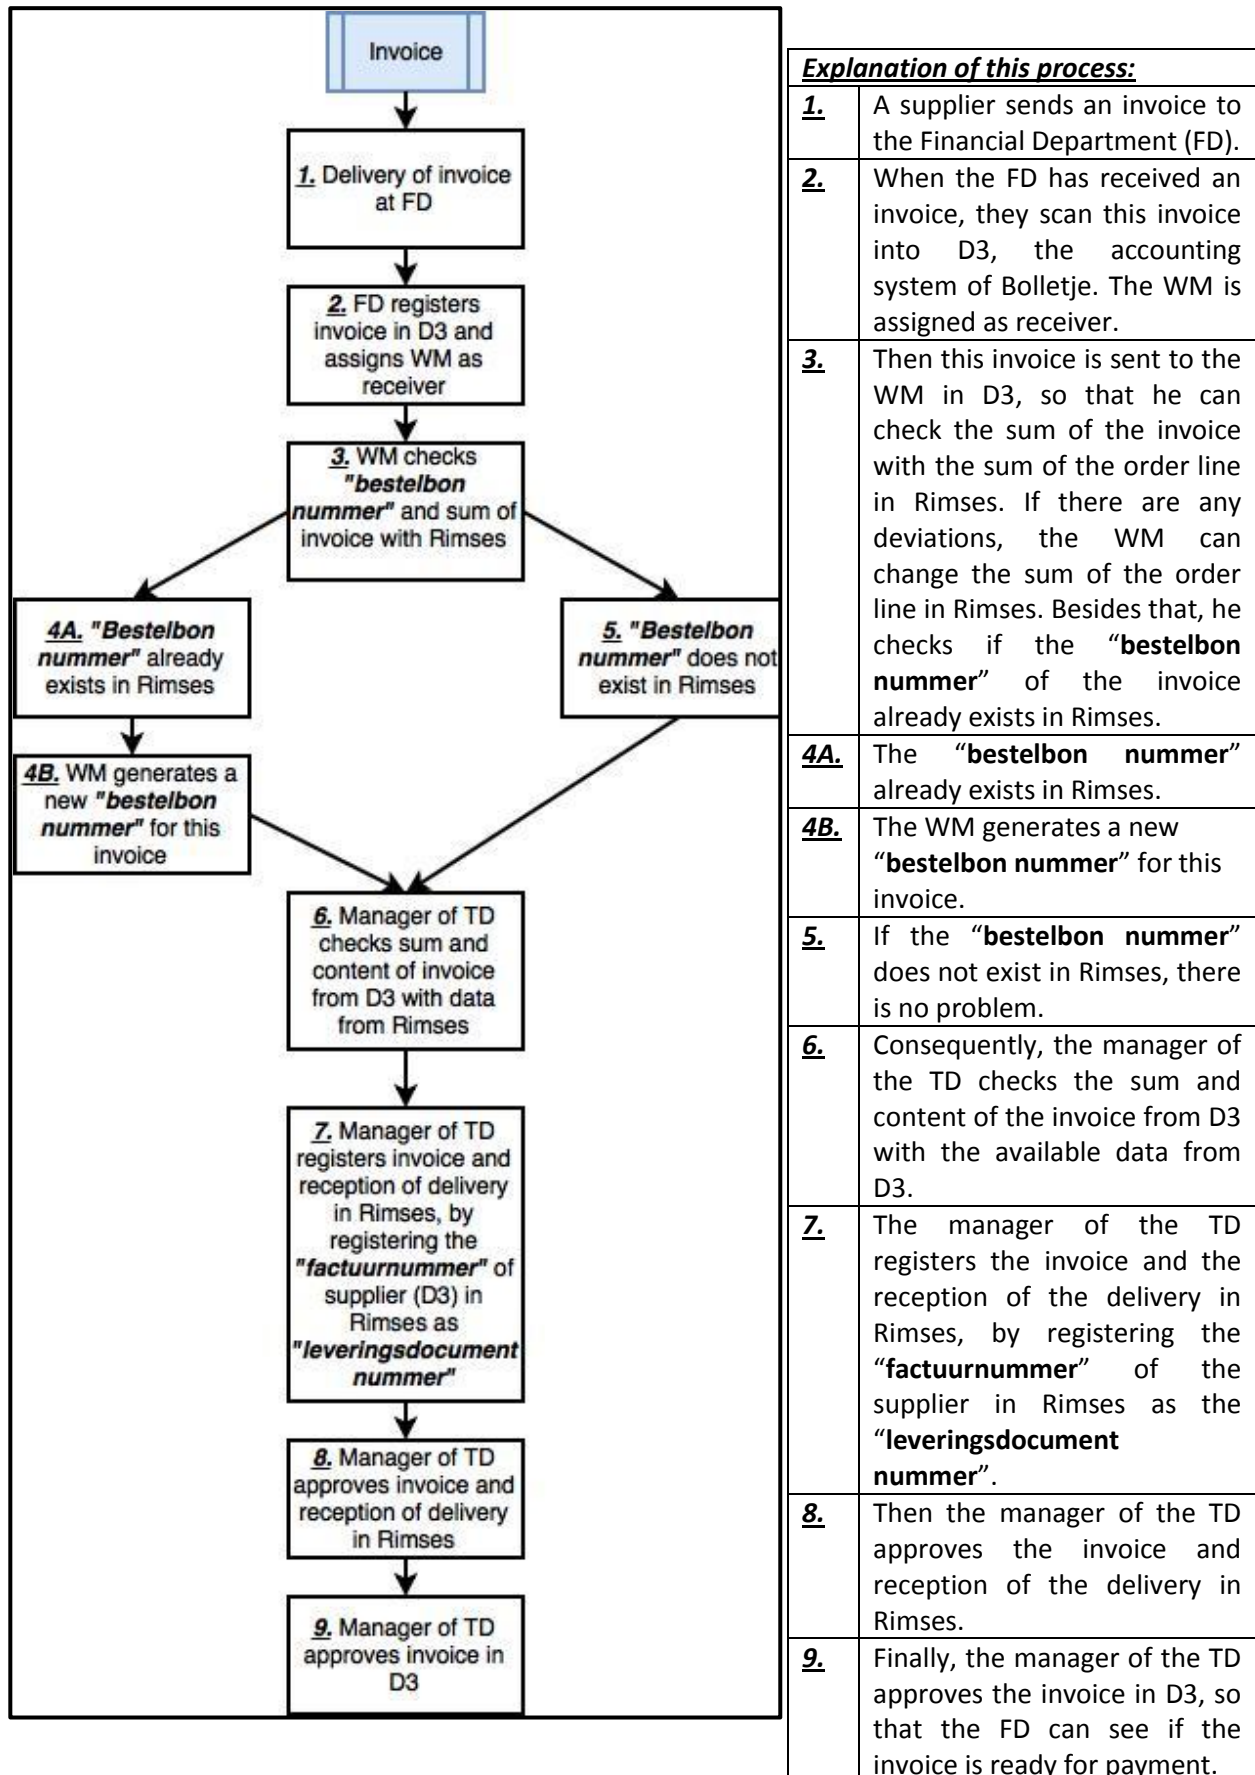 Invoice
1. Delivery of invoice
at FD
2. FD registers
invoice in D3 and
assigns WM as
receiver
3. WM checks
"bestelbon
nummer" and sum of
invoice with Rimses
4A. "Bestelbon
nummer" already
exists in Rimses
5. "Bestelbon
nummer" does not
exist in Rimses
4B. WM generates a
new "bestelbon
nummer" for this
invoice
6. Manager of TD
checks sum and
content of invoice
from D3 with data
from Rimses
7. Manager of TD
registers invoice and
reception of delivery
in Rimses, by
registering the
"factuurnummer" of
supplier (D3) in
Rimses as
"leveringsdocument
nummer"
8. Manager of TD
approves invoice and
reception of delivery
in Rimses
9. Manager of TD
approves invoice in
D3
Explanation of this process:
1. A supplier sends an invoice to
the Financial Department (FD).
2. When the FD has received an
invoice, they scan this invoice
into D3, the accounting
system of Bolletje. The WM is
assigned as receiver.
3. Then this invoice is sent to the
WM in D3, so that he can
check the sum of the invoice
with the sum of the order line
in Rimses. If there are any
deviations, the WM can
change the sum of the order
line in Rimses. Besides that, he
checks if the “bestelbon
nummer” of the invoice
already exists in Rimses.
4A. The “bestelbon nummer”
already exists in Rimses.
4B. The WM generates a new
“bestelbon nummer” for this
invoice.
5. If the “bestelbon nummer”
does not exist in Rimses, there
is no problem.
6. Consequently, the manager of
the TD checks the sum and
content of the invoice from D3
with the available data from
D3.
7. The manager of the TD
registers the invoice and the
reception of the delivery in
Rimses, by registering the
“factuurnummer” of the
supplier in Rimses as the
“leveringsdocument
nummer”.
8. Then the manager of the TD
approves the invoice and
reception of the delivery in
Rimses.
9. Finally, the manager of the TD
approves the invoice in D3, so
that the FD can see if the
invoice is ready for payment.